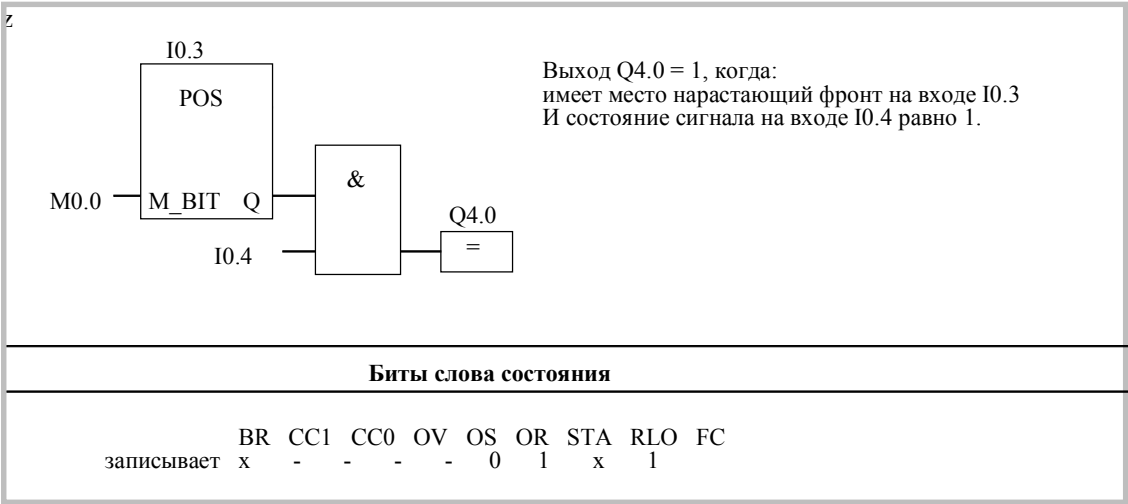 z
I0.3
POS
Выход Q4.0 = 1, когда:
имеет место нарастающий фронт на входе I0.3
И состояние сигнала на входе I0.4 равно 1.
&
M0.0 M_BIT Q
Q4.0
=
I0.4
Биты слова состояния
BR CC1 CC0 OV OS OR STA RLO FC
записывает x - - - - 0 1 x 1